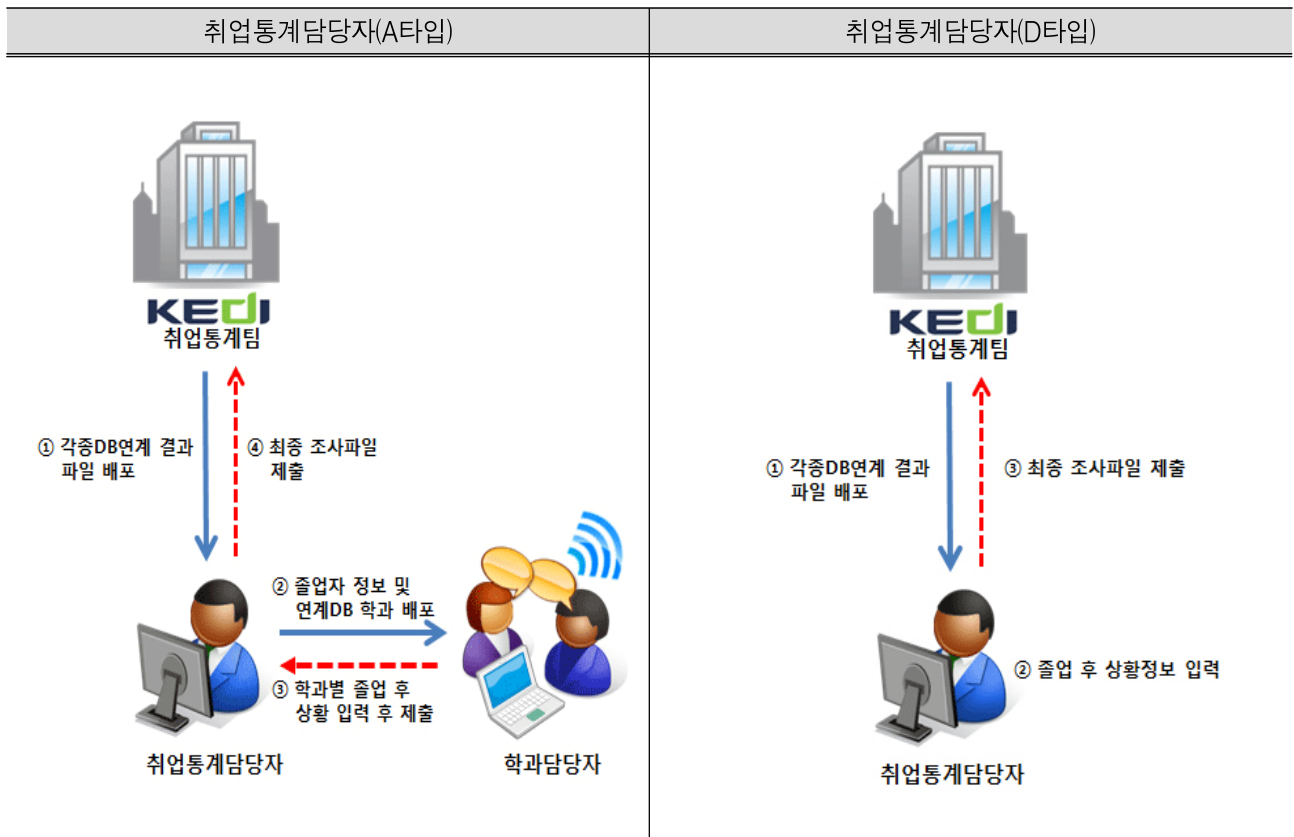 취업통계담당자(A타입)
취업통계담당자(D타입)
KEDI
취업통계팀
① 각종DB연계 결과
파일 배포
④ 최종 조사파일
제출
② 졸업자 정보 및
연계DB 학과 배포
③ 학과별 졸업 후
상황 입력 후 제출
취업통계담당자
학과담당자
KEDI
취업통계팀
① 각종DB연계 결과
파일 배포
③ 최종 조사파일 제출
② 졸업 후 상황정보 입력
취업통계담당자